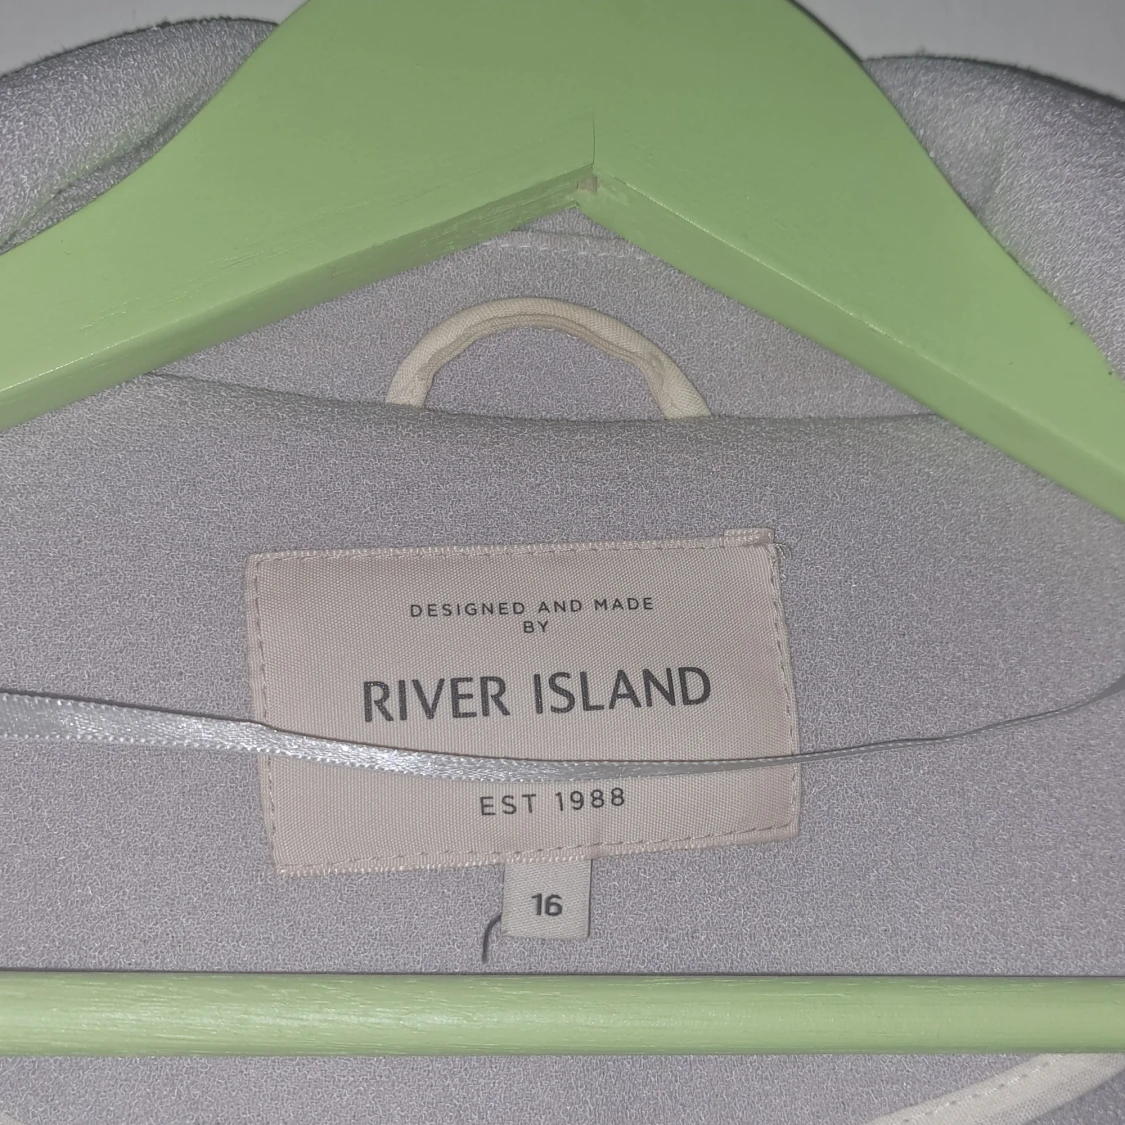 DESIGNED AND MADE
BY
RIVER ISLAND
EST 1988
16